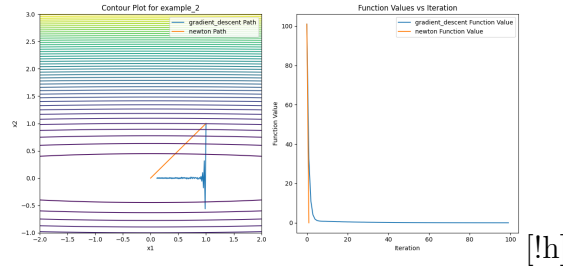 Contour Plot for example_2
gradient_descent Path
newton Path
3.0
2.5
2.0
1.5
1.0
0.5
0.0
−0.5
−1.0
x2
−2.0 −1.5 −1.0 −0.5 0.0 0.5 1.0 1.5 2.0
x1
Function Values vs Iteration
gradient_descent Function Value
newton Function Value
100
80
60
40
20
0
Function Value
0 20 40 60 80 100
Iteration
[!h]